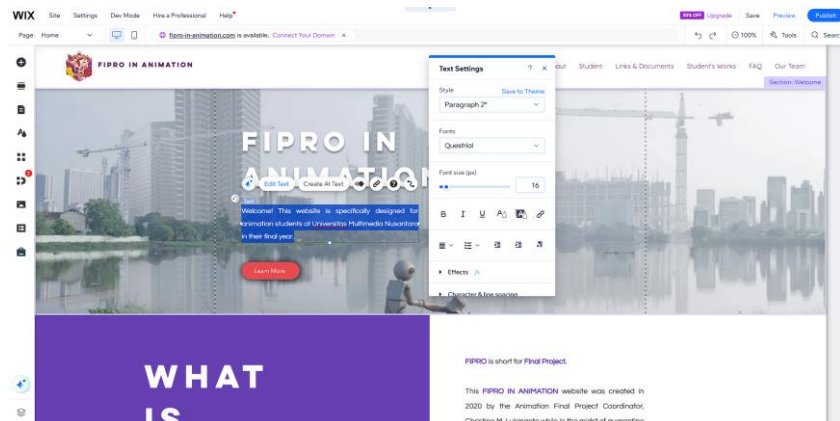 WIX Site Settings Dev Mode Hire a Professional Help
50% OFF Upgrade Save Preview Publish
Page: Home
fipro-in-animation.com is available. Connect Your Domain ×
100% Tools Searc
FIPRO IN ANIMATION
out Student Links & Documents Student's Works FAQ Our Team
Section: Welcome
FIPRO IN
ANIMATION
Edit Text Create AI Text
Welcome! This website is specifically designed for
animation students at Universitas Multimedia Nusantara
in their final year.
Learn More
Text Settings ? ×
Style Save to Theme
Paragraph 2*
Fonts
Questrial
Font size (px)
16
B I U
Effects
Character & line spacing
WHAT
IS
FIPRO is short for Final Project.
This FIPRO IN ANIMATION website was created in
2020 by the Animation Final Project Coordinator,